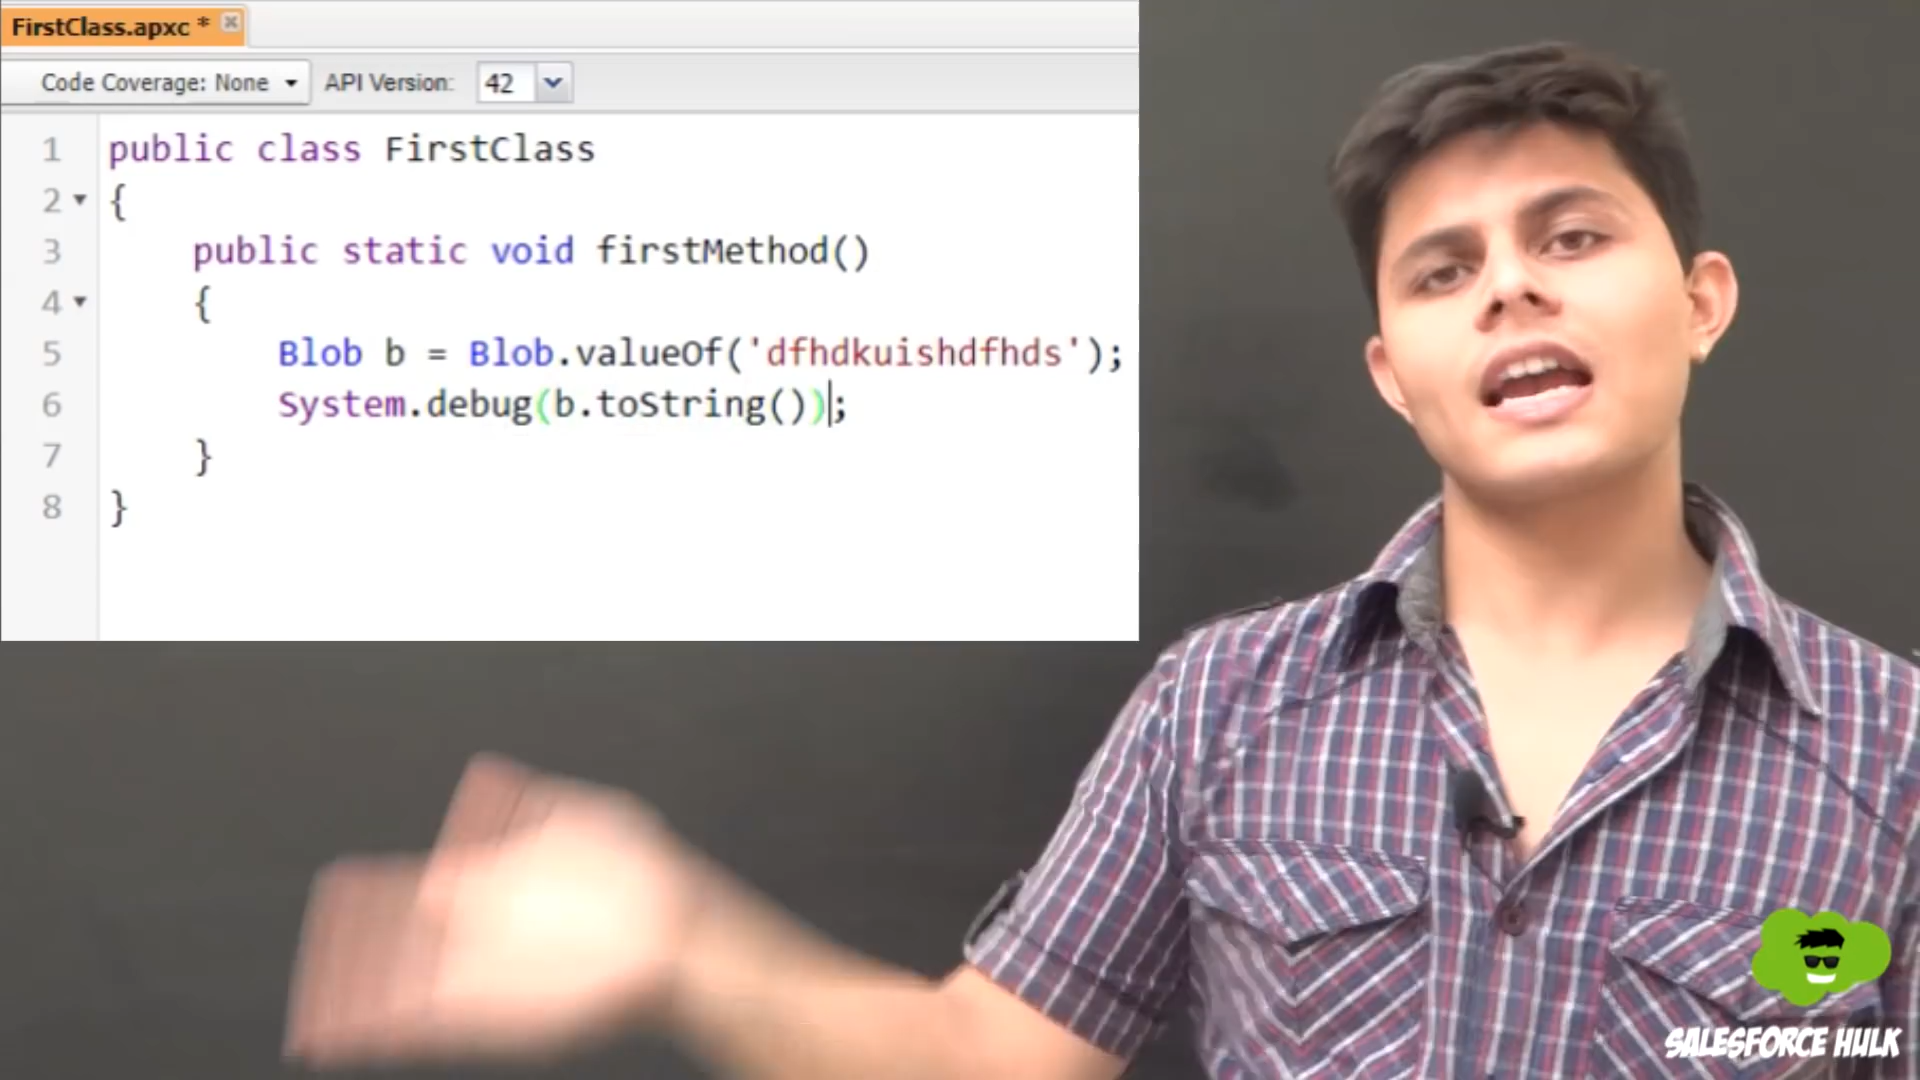 FirstClass.apxc *
Code Coverage: None API Version: 42
1 public class FirstClass
2 {
3 public static void firstMethod()
4 {
5 Blob b = Blob.valueOf('dfhdkuishdfhds');
6 System.debug(b.toString());
7 }
8 }
SALESFORCE HULK